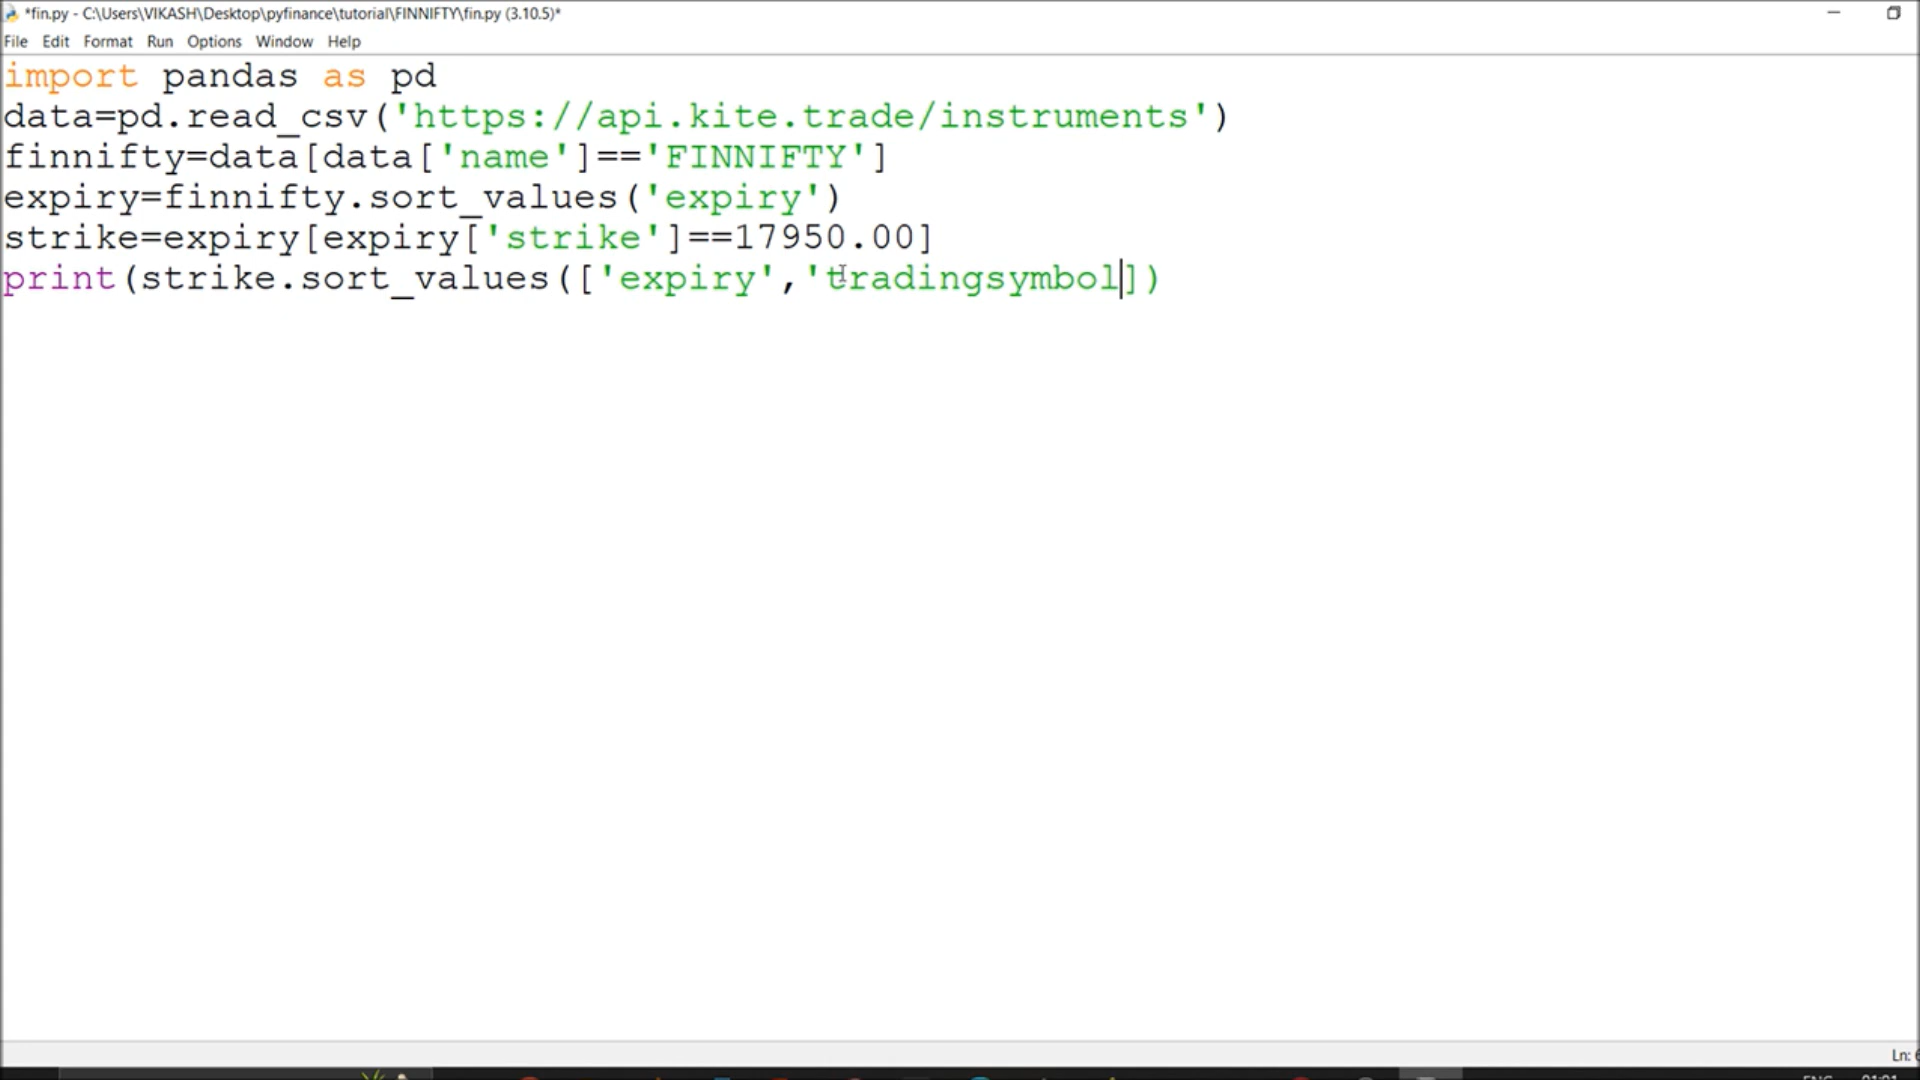 *fin.py - C:\Users\VIKASH\Desktop\pyfinance\tutorial\FINNIFTY\fin.py (3.10.5)*
File Edit Format Run Options Window Help
import pandas as pd
data=pd.read_csv('https://api.kite.trade/instruments')
finnifty=data[data['name']=='FINNIFTY']
expiry=finnifty.sort_values('expiry')
strike=expiry[expiry['strike']==17950.00]
print(strike.sort_values(['expiry','tradingsymbol])
Ln: